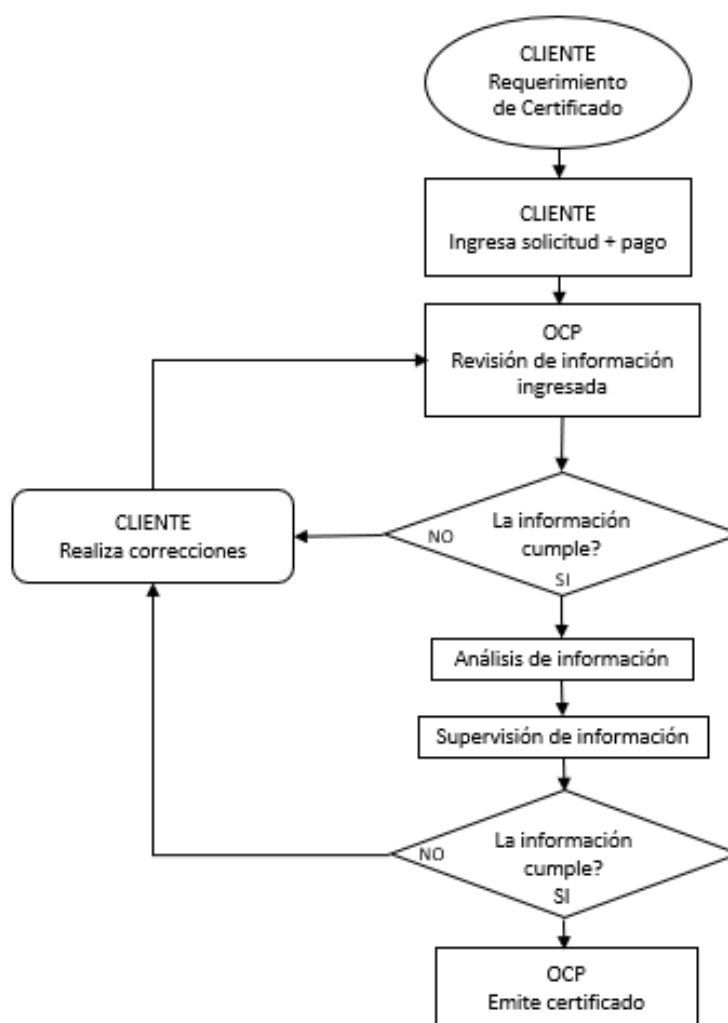 CLIENTE
Requerimiento
de Certificado
CLIENTE
Ingresa solicitud + pago
OCP
Revisión de información
ingresada
CLIENTE
Realiza correcciones
NO
La información
cumple?
SI
Análisis de información
Supervisión de información
NO
La información
cumple?
SI
OCP
Emite certificado